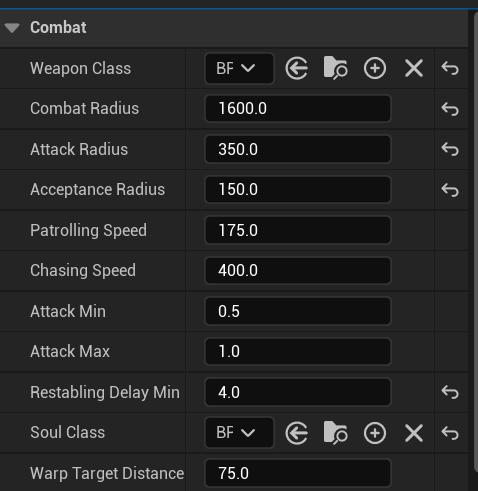 Combat
Weapon Class BF
Combat Radius 1600.0
Attack Radius 350.0
Acceptance Radius 150.0
Patrolling Speed 175.0
Chasing Speed 400.0
Attack Min 0.5
Attack Max 1.0
Restabling Delay Min 4.0
Soul Class BF
Warp Target Distance 75.0